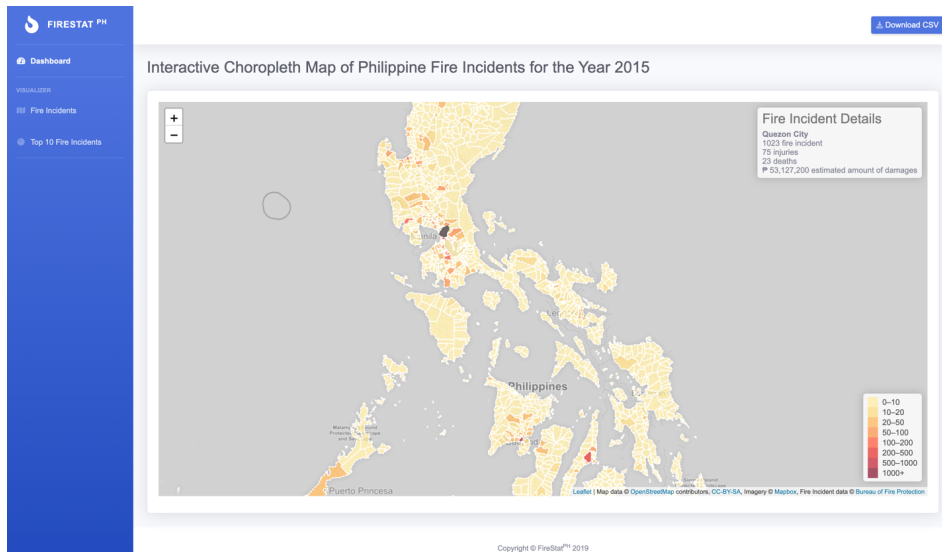 FIRESTAT PH
Download CSV
Dashboard
VISUALIZER
Fire Incidents
Top 10 Fire Incidents
Interactive Choropleth Map of Philippine Fire Incidents for the Year 2015
+
−
Fire Incident Details
Quezon City
1023 fire incident
75 injuries
23 deaths
₱ 53,127,200 estimated amount of damages
Philippines
Puerto Princesa
0–10
10–20
20–50
50–100
100–200
200–500
500–1000
1000+
Leaflet | Map data © OpenStreetMap contributors, CC-BY-SA, Imagery © Mapbox, Fire Incident data © Bureau of Fire Protection
Copyright © FireStatPH 2019